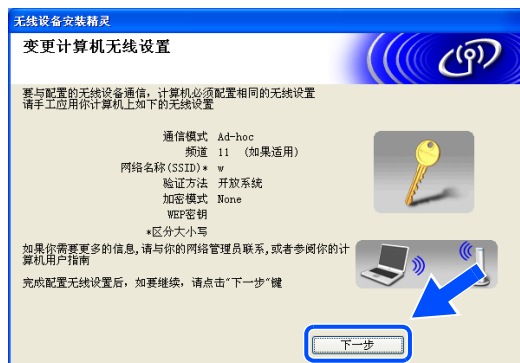 无线设备安装精灵
变更计算机无线设置
要与配置的无线设备通信，计算机必须配置相同的无线设置
请手工应用你计算机上如下的无线设置
通信模式 Ad-hoc
频道 11 （如果适用）
网络名称(SSID)* w
验证方法 开放系统
加密模式 None
WEP密钥
*区分大小写
如果你需要更多的信息,请与你的网络管理员联系,或者参阅你的计
算机用户指南
完成配置无线设置后，如要继续，请点击"下一步"键
下一步